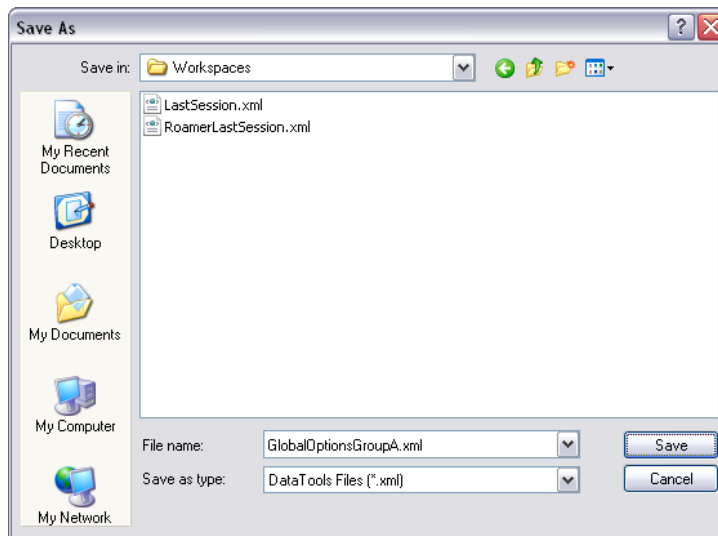 Save As
Save in: Workspaces
LastSession.xml
RoamerLastSession.xml
My Recent
Documents
Desktop
My Documents
My Computer
My Network
File name: GlobalOptionsGroupA.xml Save
Save as type: DataTools Files (*.xml) Cancel